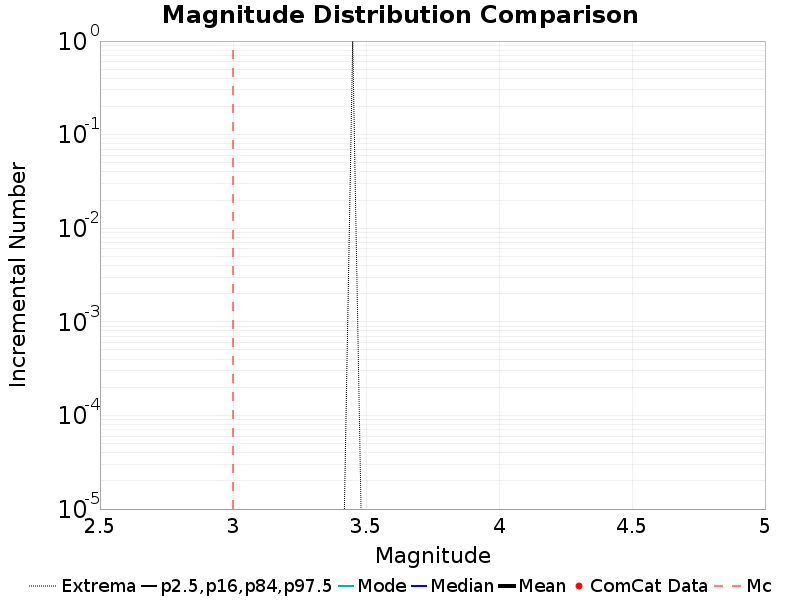 Magnitude Distribution Comparison
Incremental Number
10^0
10^-1
10^-2
10^-3
10^-4
10^-5
2.5 3 3.5 4 4.5 5
Magnitude
Extrema p2.5,p16,p84,p97.5 Mode Median Mean ComCat Data Mc